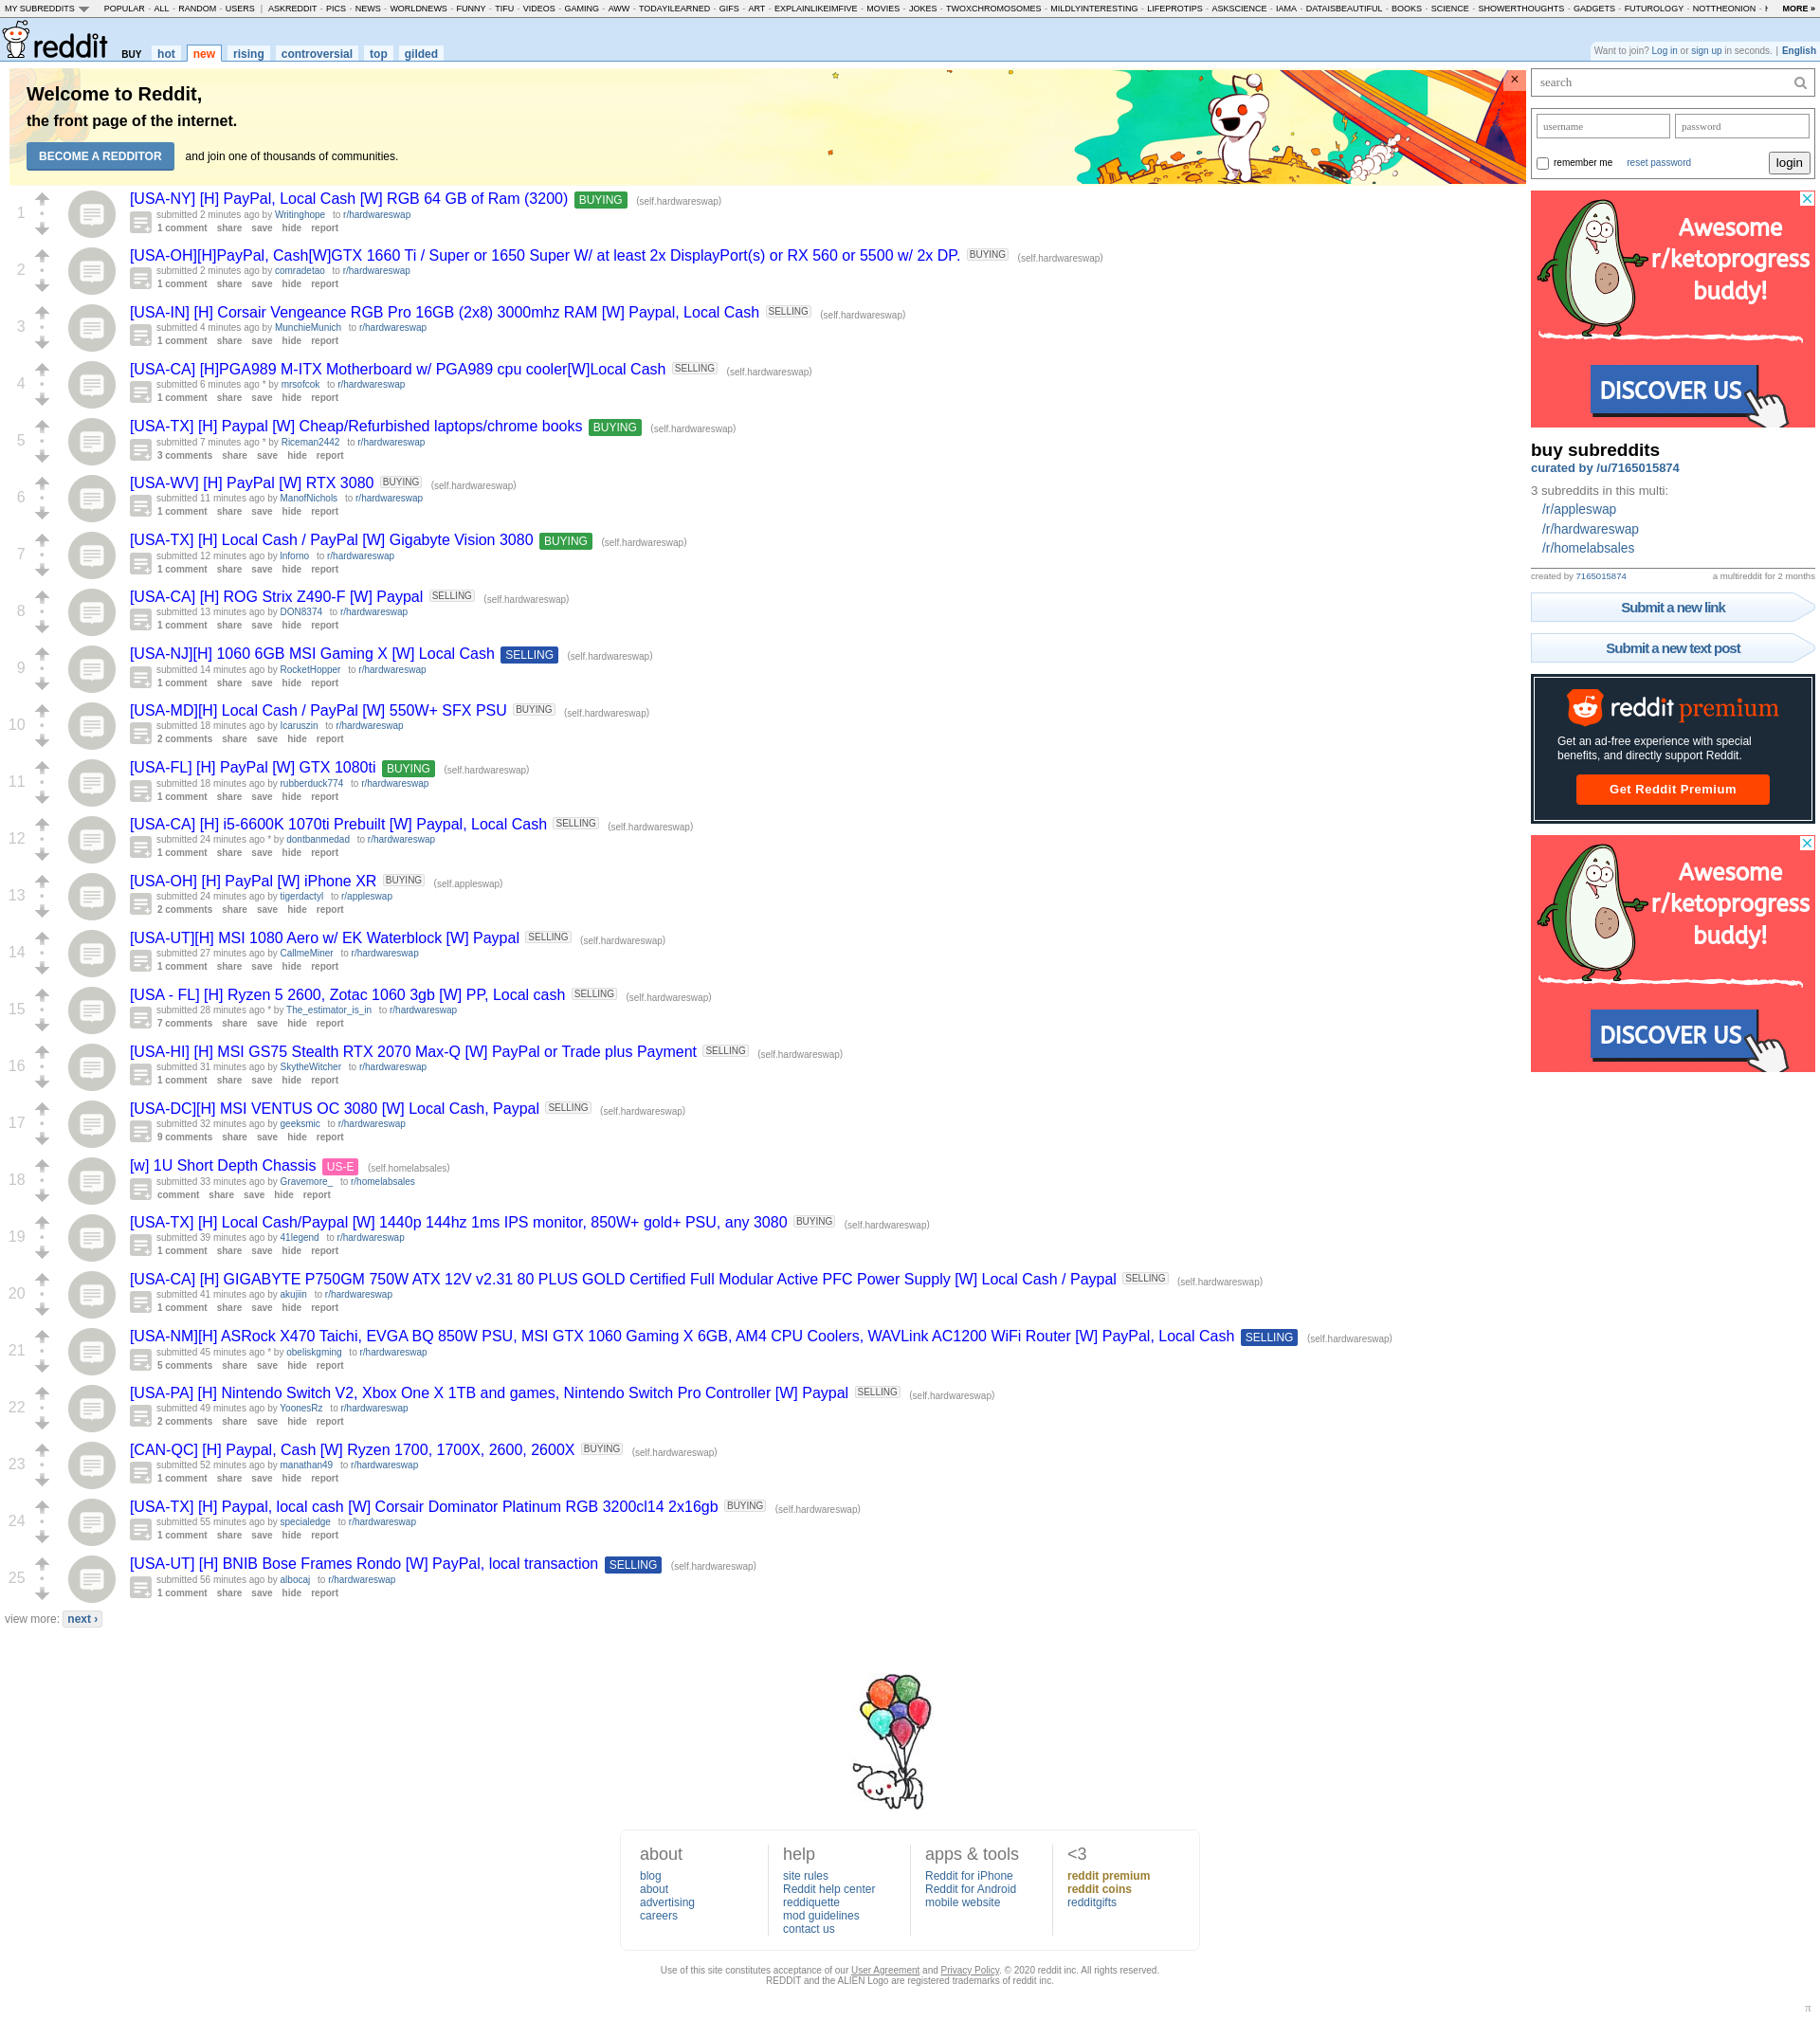 MY SUBREDDITS POPULAR - ALL - RANDOM - USERS | ASKREDDIT - PICS - NEWS - WORLDNEWS - FUNNY - TIFU - VIDEOS - GAMING - AWW - TODAYILEARNED - GIFS - ART - EXPLAINLIKEIMFIVE - MOVIES - JOKES - TWOXCHROMOSOMES - MILDLYINTERESTING - LIFEPROTIPS - ASKSCIENCE - IAMA - DATAISBEAUTIFUL - BOOKS - SCIENCE - SHOWERTHOUGHTS - GADGETS - FUTUROLOGY - NOTTHEONION - MORE »
reddit BUY hot new rising controversial top gilded
Want to join? Log in or sign up in seconds. | English
Welcome to Reddit,
the front page of the internet.
BECOME A REDDITOR and join one of thousands of communities.
×
1
[USA-NY] [H] PayPal, Local Cash [W] RGB 64 GB of Ram (3200) BUYING (self.hardwareswap)
submitted 2 minutes ago by Writinghope to r/hardwareswap
1 comment share save hide report
2
[USA-OH][H]PayPal, Cash[W]GTX 1660 Ti / Super or 1650 Super W/ at least 2x DisplayPort(s) or RX 560 or 5500 w/ 2x DP. BUYING (self.hardwareswap)
submitted 2 minutes ago by comradetao to r/hardwareswap
1 comment share save hide report
3
[USA-IN] [H] Corsair Vengeance RGB Pro 16GB (2x8) 3000mhz RAM [W] Paypal, Local Cash SELLING (self.hardwareswap)
submitted 4 minutes ago by MunchieMunich to r/hardwareswap
1 comment share save hide report
4
[USA-CA] [H]PGA989 M-ITX Motherboard w/ PGA989 cpu cooler[W]Local Cash SELLING (self.hardwareswap)
submitted 6 minutes ago * by mrsofcok to r/hardwareswap
1 comment share save hide report
5
[USA-TX] [H] Paypal [W] Cheap/Refurbished laptops/chrome books BUYING (self.hardwareswap)
submitted 7 minutes ago * by Riceman2442 to r/hardwareswap
3 comments share save hide report
6
[USA-WV] [H] PayPal [W] RTX 3080 BUYING (self.hardwareswap)
submitted 11 minutes ago by ManofNichols to r/hardwareswap
1 comment share save hide report
7
[USA-TX] [H] Local Cash / PayPal [W] Gigabyte Vision 3080 BUYING (self.hardwareswap)
submitted 12 minutes ago by lnforno to r/hardwareswap
1 comment share save hide report
8
[USA-CA] [H] ROG Strix Z490-F [W] Paypal SELLING (self.hardwareswap)
submitted 13 minutes ago by DON8374 to r/hardwareswap
1 comment share save hide report
9
[USA-NJ][H] 1060 6GB MSI Gaming X [W] Local Cash SELLING (self.hardwareswap)
submitted 14 minutes ago by RocketHopper to r/hardwareswap
1 comment share save hide report
10
[USA-MD][H] Local Cash / PayPal [W] 550W+ SFX PSU BUYING (self.hardwareswap)
submitted 18 minutes ago by Icaruszin to r/hardwareswap
2 comments share save hide report
11
[USA-FL] [H] PayPal [W] GTX 1080ti BUYING (self.hardwareswap)
submitted 18 minutes ago by rubberduck774 to r/hardwareswap
1 comment share save hide report
12
[USA-CA] [H] i5-6600K 1070ti Prebuilt [W] Paypal, Local Cash SELLING (self.hardwareswap)
submitted 24 minutes ago * by dontbanmedad to r/hardwareswap
1 comment share save hide report
13
[USA-OH] [H] PayPal [W] iPhone XR BUYING (self.appleswap)
submitted 24 minutes ago by tigerdactyl to r/appleswap
2 comments share save hide report
14
[USA-UT][H] MSI 1080 Aero w/ EK Waterblock [W] Paypal SELLING (self.hardwareswap)
submitted 27 minutes ago by CallmeMiner to r/hardwareswap
1 comment share save hide report
15
[USA - FL] [H] Ryzen 5 2600, Zotac 1060 3gb [W] PP, Local cash SELLING (self.hardwareswap)
submitted 28 minutes ago * by The_estimator_is_in to r/hardwareswap
7 comments share save hide report
16
[USA-HI] [H] MSI GS75 Stealth RTX 2070 Max-Q [W] PayPal or Trade plus Payment SELLING (self.hardwareswap)
submitted 31 minutes ago by SkytheWitcher to r/hardwareswap
1 comment share save hide report
17
[USA-DC][H] MSI VENTUS OC 3080 [W] Local Cash, Paypal SELLING (self.hardwareswap)
submitted 32 minutes ago by geeksmic to r/hardwareswap
9 comments share save hide report
18
[w] 1U Short Depth Chassis US-E (self.homelabsales)
submitted 33 minutes ago by Gravemore_ to r/homelabsales
comment share save hide report
19
[USA-TX] [H] Local Cash/Paypal [W] 1440p 144hz 1ms IPS monitor, 850W+ gold+ PSU, any 3080 BUYING (self.hardwareswap)
submitted 39 minutes ago by 41legend to r/hardwareswap
1 comment share save hide report
20
[USA-CA] [H] GIGABYTE P750GM 750W ATX 12V v2.31 80 PLUS GOLD Certified Full Modular Active PFC Power Supply [W] Local Cash / Paypal SELLING (self.hardwareswap)
submitted 41 minutes ago by akujiin to r/hardwareswap
1 comment share save hide report
21
[USA-NM][H] ASRock X470 Taichi, EVGA BQ 850W PSU, MSI GTX 1060 Gaming X 6GB, AM4 CPU Coolers, WAVLink AC1200 WiFi Router [W] PayPal, Local Cash SELLING (self.hardwareswap)
submitted 45 minutes ago * by obeliskgming to r/hardwareswap
5 comments share save hide report
22
[USA-PA] [H] Nintendo Switch V2, Xbox One X 1TB and games, Nintendo Switch Pro Controller [W] Paypal SELLING (self.hardwareswap)
submitted 49 minutes ago by YoonesRz to r/hardwareswap
2 comments share save hide report
23
[CAN-QC] [H] Paypal, Cash [W] Ryzen 1700, 1700X, 2600, 2600X BUYING (self.hardwareswap)
submitted 52 minutes ago by manathan49 to r/hardwareswap
1 comment share save hide report
24
[USA-TX] [H] Paypal, local cash [W] Corsair Dominator Platinum RGB 3200cl14 2x16gb BUYING (self.hardwareswap)
submitted 55 minutes ago by specialedge to r/hardwareswap
1 comment share save hide report
25
[USA-UT] [H] BNIB Bose Frames Rondo [W] PayPal, local transaction SELLING (self.hardwareswap)
submitted 56 minutes ago by albocaj to r/hardwareswap
1 comment share save hide report
view more: next ›
search
username password
remember me reset password login
Awesome
r/ketoprogress
buddy!
DISCOVER US
buy subreddits
curated by /u/7165015874
3 subreddits in this multi:
/r/appleswap
/r/hardwareswap
/r/homelabsales
created by 7165015874 a multireddit for 2 months
Submit a new link
Submit a new text post
reddit premium
Get an ad-free experience with special
benefits, and directly support Reddit.
Get Reddit Premium
Awesome
r/ketoprogress
buddy!
DISCOVER US
about
blog
about
advertising
careers
help
site rules
Reddit help center
reddiquette
mod guidelines
contact us
apps & tools
Reddit for iPhone
Reddit for Android
mobile website
<3
reddit premium
reddit coins
redditgifts
Use of this site constitutes acceptance of our User Agreement and Privacy Policy. © 2020 reddit inc. All rights reserved.
REDDIT and the ALIEN Logo are registered trademarks of reddit inc.
π